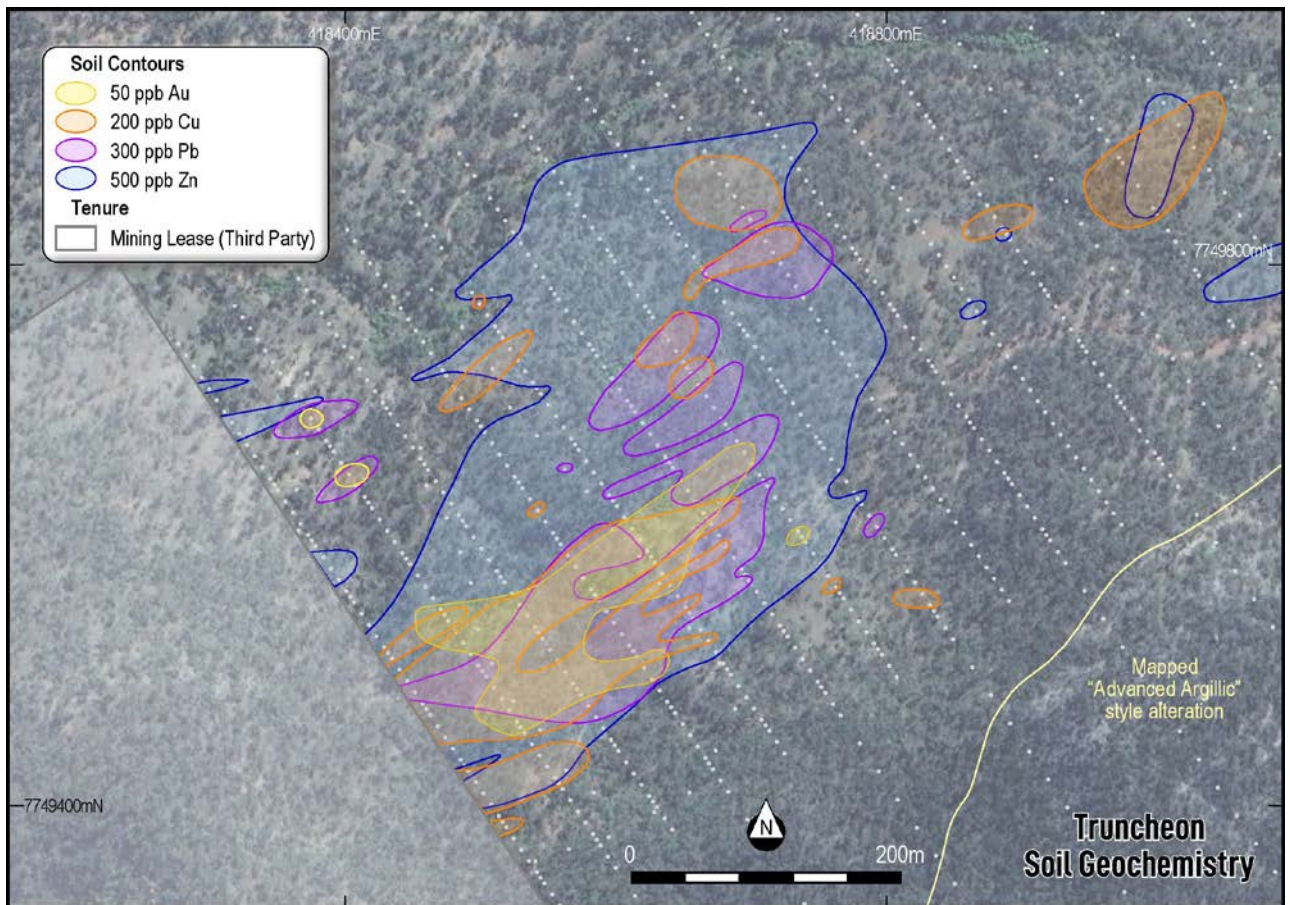 418400mE
418800mE
Soil Contours
50 ppb Au
200 ppb Cu
300 ppb Pb
500 ppb Zn
Tenure
Mining Lease (Third Party)
7749800mN
Mapped
"Advanced Argillic"
style alteration
7749400mN
N
0
200m
Truncheon
Soil Geochemistry